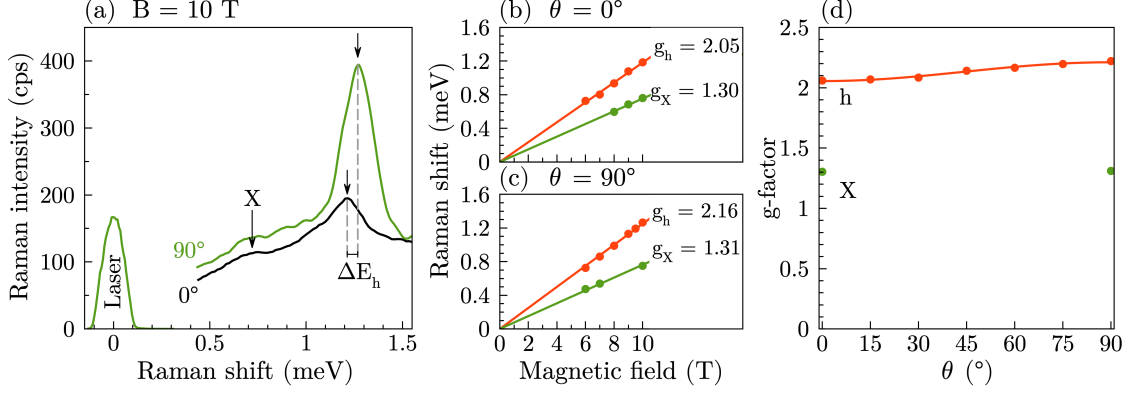 (a) B = 10 T
Raman intensity (cps)
400
300
200
100
0
Laser
90°
0°
X
ΔE_h
0 0.5 1 1.5
Raman shift (meV)
(b) θ = 0°
1.6
1.2
0.8
0.4
0
g_h = 2.05
g_X = 1.30
Raman shift (meV)
(c) θ = 90°
1.6
1.2
0.8
0.4
0
g_h = 2.16
g_X = 1.31
0 2 4 6 8 10
Magnetic field (T)
(d)
2.5
2
1.5
1
0.5
0
g-factor
h
X
0 15 30 45 60 75 90
θ (°)